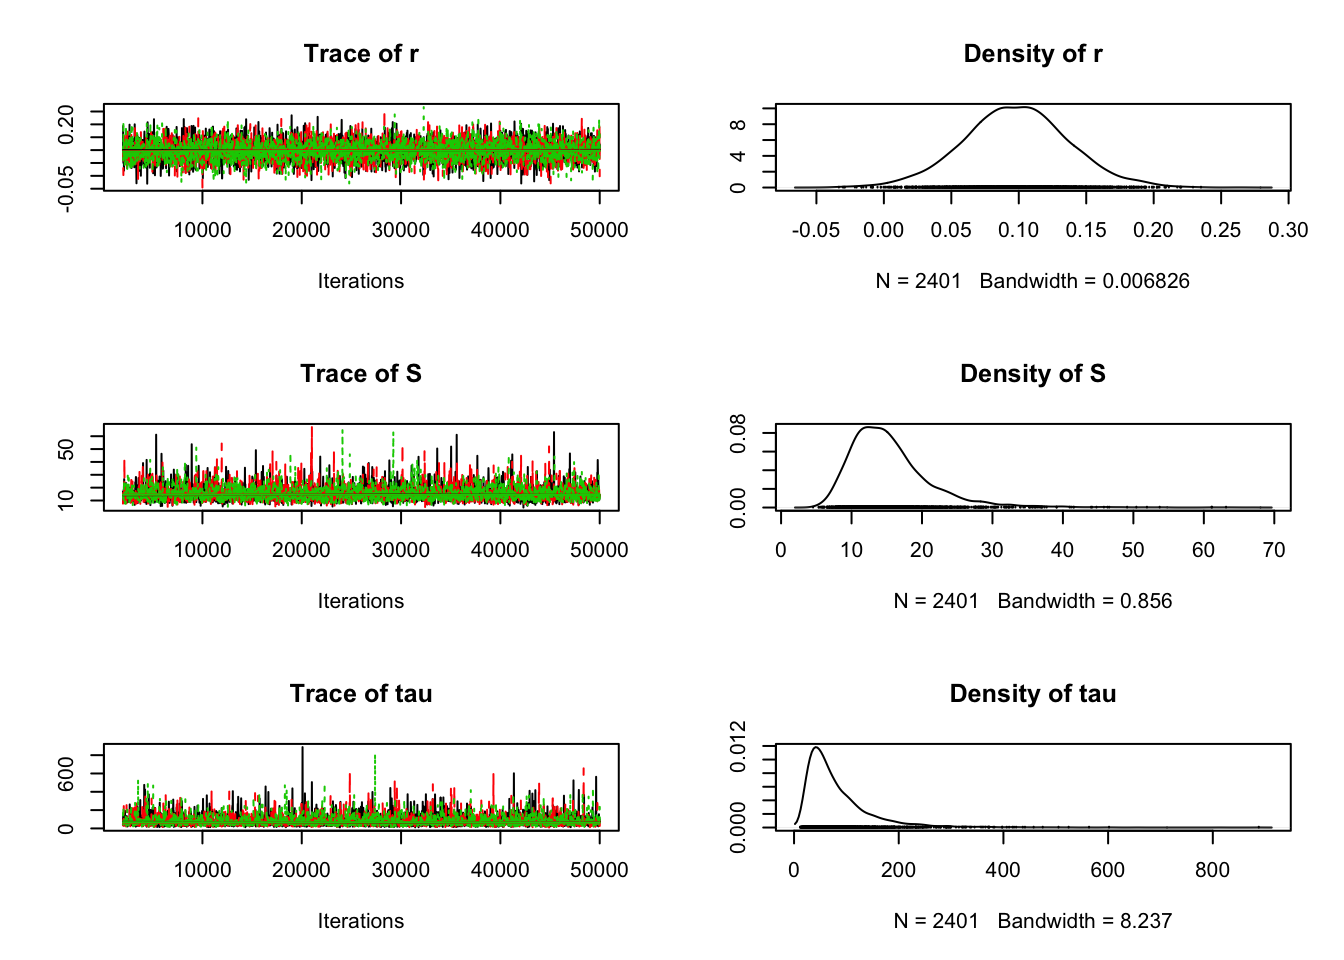 Trace of r
0.20
-0.05
10000 20000 30000 40000 50000
Iterations
Density of r
8
4
0
-0.05 0.00 0.05 0.10 0.15 0.20 0.25 0.30
N = 2401 Bandwidth = 0.006826
Trace of S
50
10
10000 20000 30000 40000 50000
Iterations
Density of S
0.08
0.00
0 10 20 30 40 50 60 70
N = 2401 Bandwidth = 0.856
Trace of tau
600
0
10000 20000 30000 40000 50000
Iterations
Density of tau
0.012
0.000
0 200 400 600 800
N = 2401 Bandwidth = 8.237